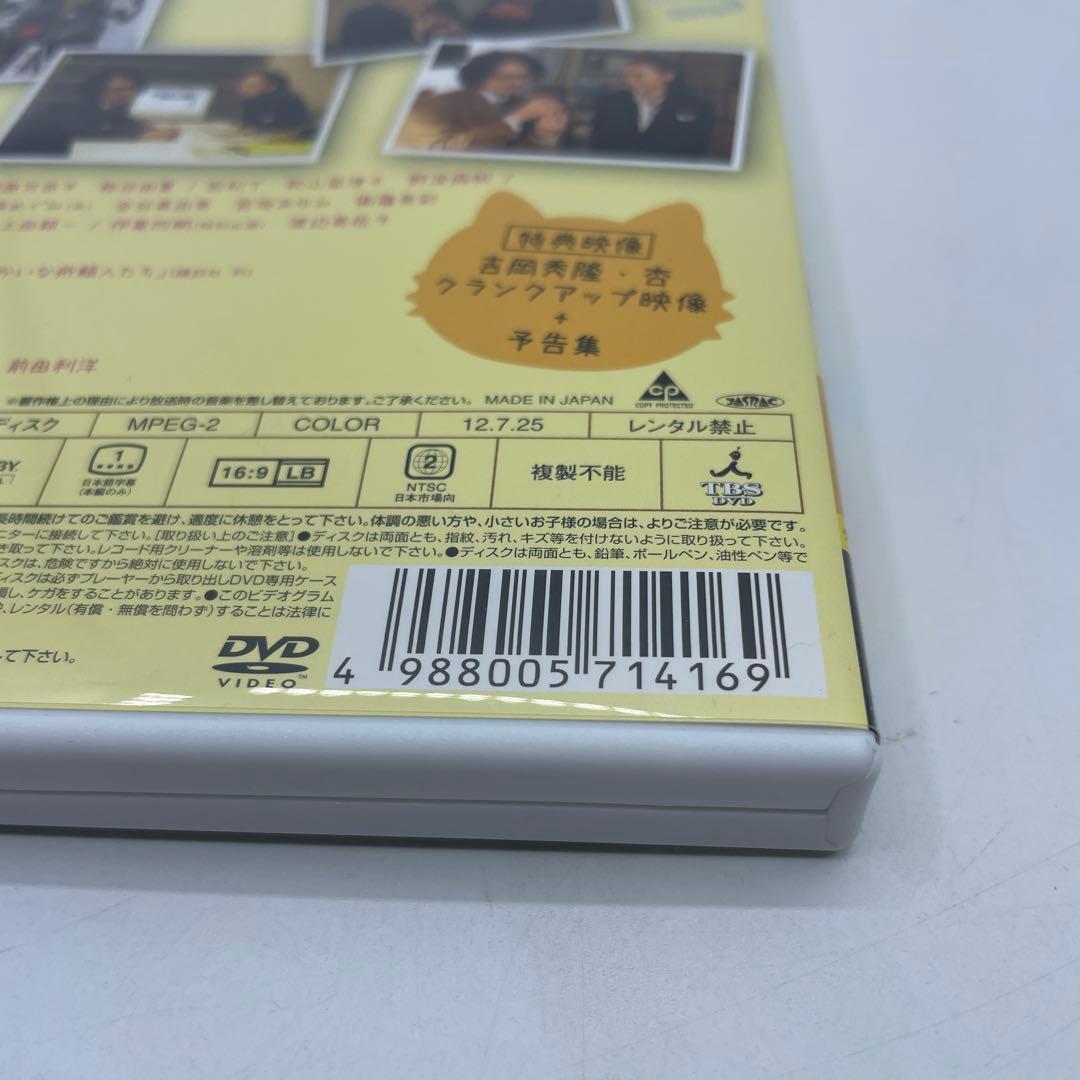 特典映像
吉岡秀隆・杏
クランクアップ映像
+
予告集
前田利洋
※著作権上の理由により放送時の音楽を差し替えております。ご了承ください。 MADE IN JAPAN
CP
COPY PROTECTED
JASRAC
ディスク MPEG-2 COLOR 12.7.25 レンタル禁止
1
日本語字幕
(本編のみ)
16:9 LB
2
NTSC
日本市場向
複製不能
TBS
DVD
長時間続けてのご鑑賞を避け、適度に休憩をとって下さい。体調の悪い方や、小さいお子様の場合は、よりご注意が必要です。
ニターに接続して下さい。[取り扱い上のご注意]●ディスクは両面とも、指紋、汚れ、キズ等を付けないように取り扱って下さい。
き取って下さい。レコード用クリーナーや溶剤等は使用しないで下さい。●ディスクは両面とも、鉛筆、ボールペン、油性ペン等で
スクは、危険ですから絶対に使用しないで下さい。
ディスクは必ずプレーヤーから取り出しDVD専用ケース
損し、ケガをすることがあります。●このビデオグラム
や、レンタル(有償・無償を問わず)することは法律に
して下さい。
DVD
VIDEO™
4 988005 714169